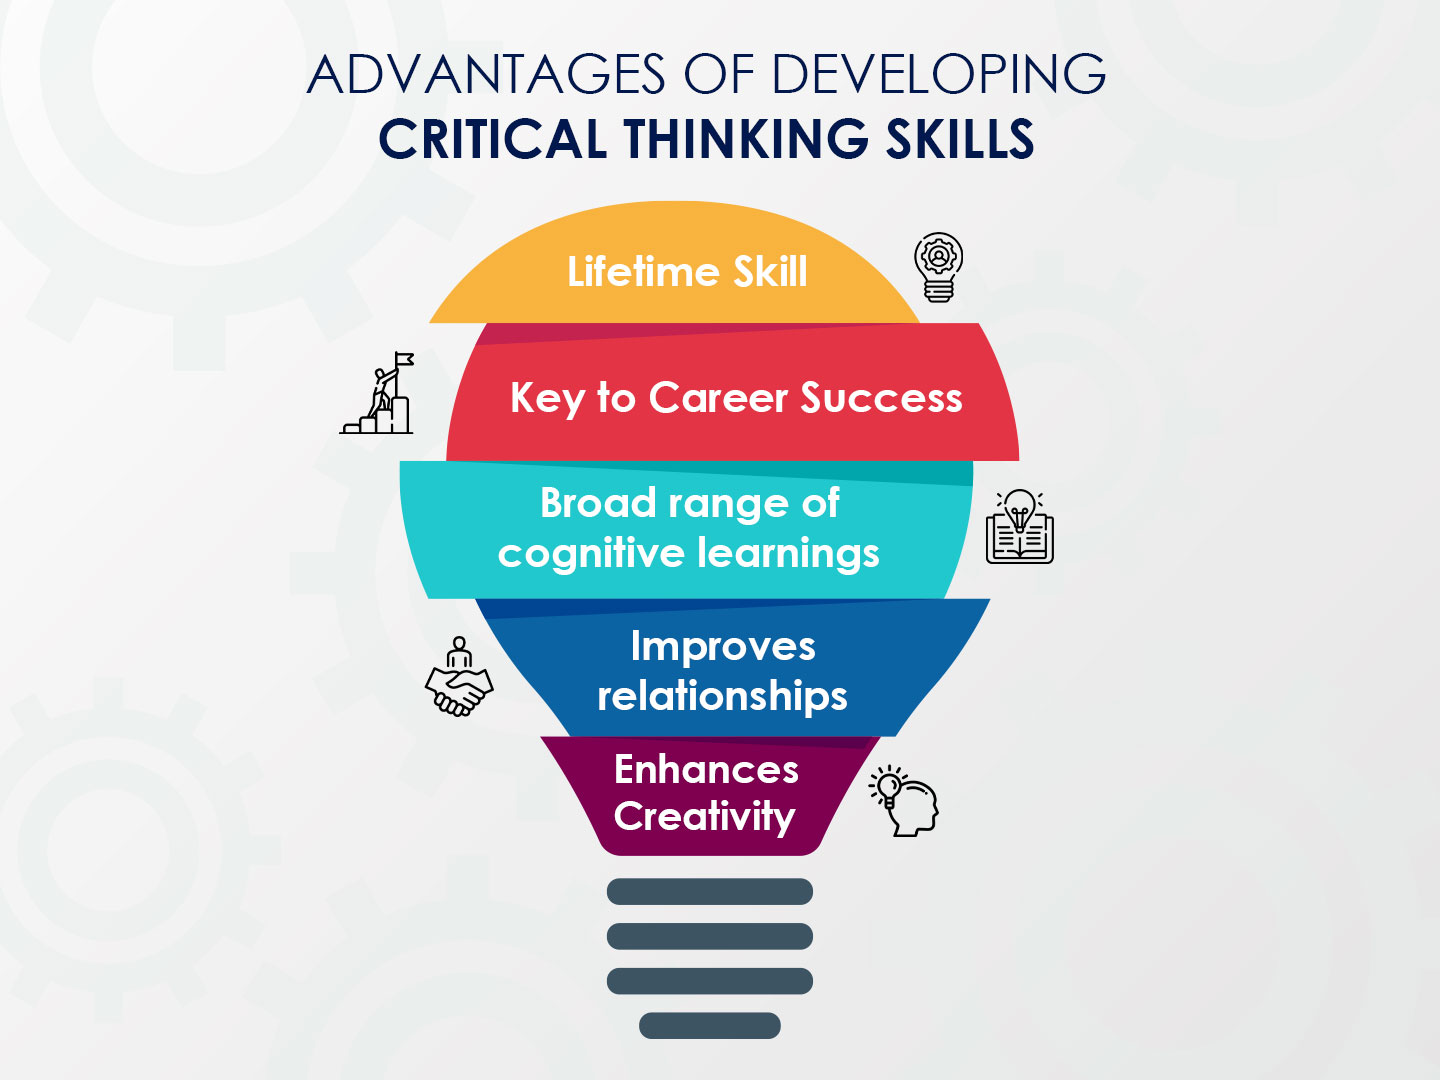 ADVANTAGES OF DEVELOPING
CRITICAL THINKING SKILLS
Lifetime Skill
Key to Career Success
Broad range of
cognitive learnings
Improves
relationships
Enhances
Creativity